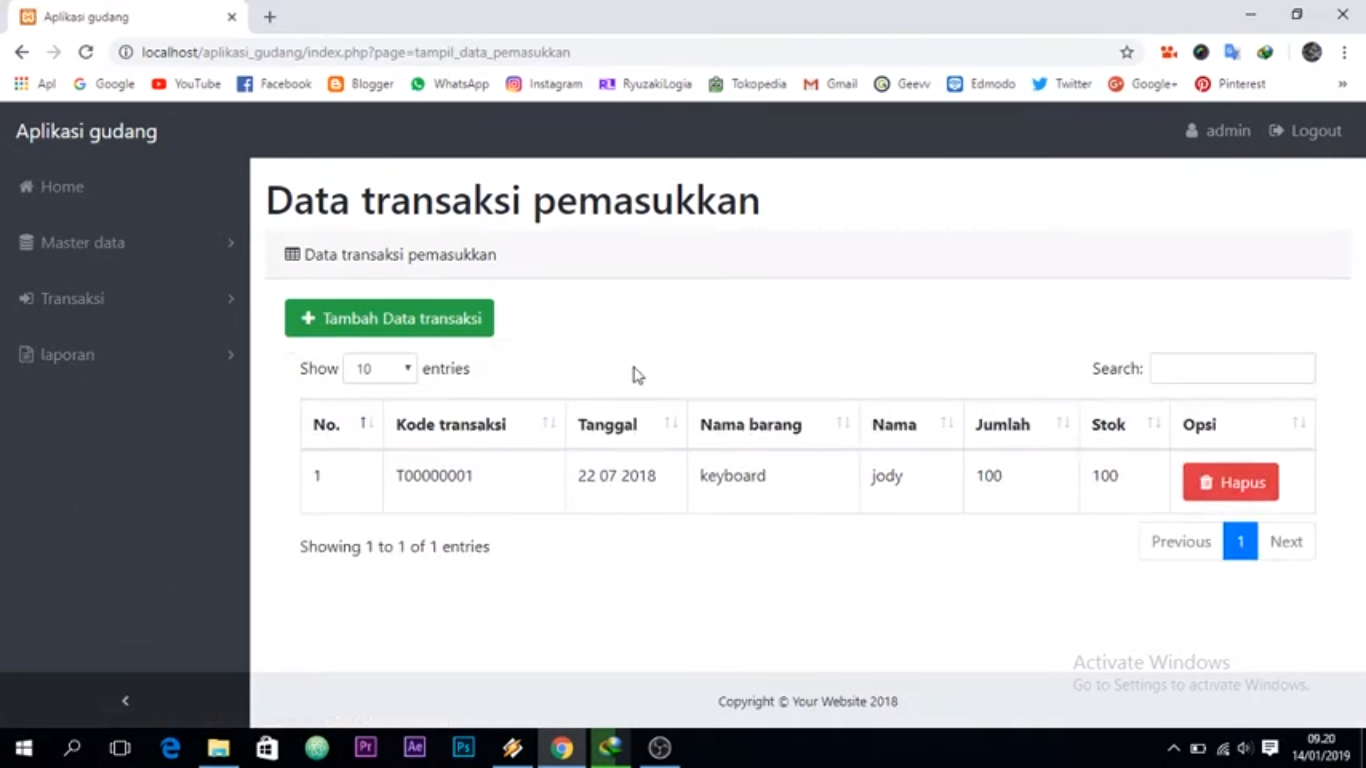 Aplikasi gudang
localhost/aplikasi_gudang/index.php?page=tampil_data_pemasukkan
Apl Google YouTube Facebook Blogger WhatsApp Instagram RyuzakiLogia Tokopedia Gmail Geevv Edmodo Twitter Google+ Pinterest »
Aplikasi gudang admin Logout
Home
Master data
Transaksi
laporan
Data transaksi pemasukkan
Data transaksi pemasukkan
Tambah Data transaksi
Show 10 entries Search:
No. Kode transaksi Tanggal Nama barang Nama Jumlah Stok Opsi
1 T00000001 22 07 2018 keyboard jody 100 100 Hapus
Showing 1 to 1 of 1 entries
Previous 1 Next
Activate Windows
Go to Settings to activate Windows.
Copyright © Your Website 2018
Pr Ae Ps
09.20
14/01/2019